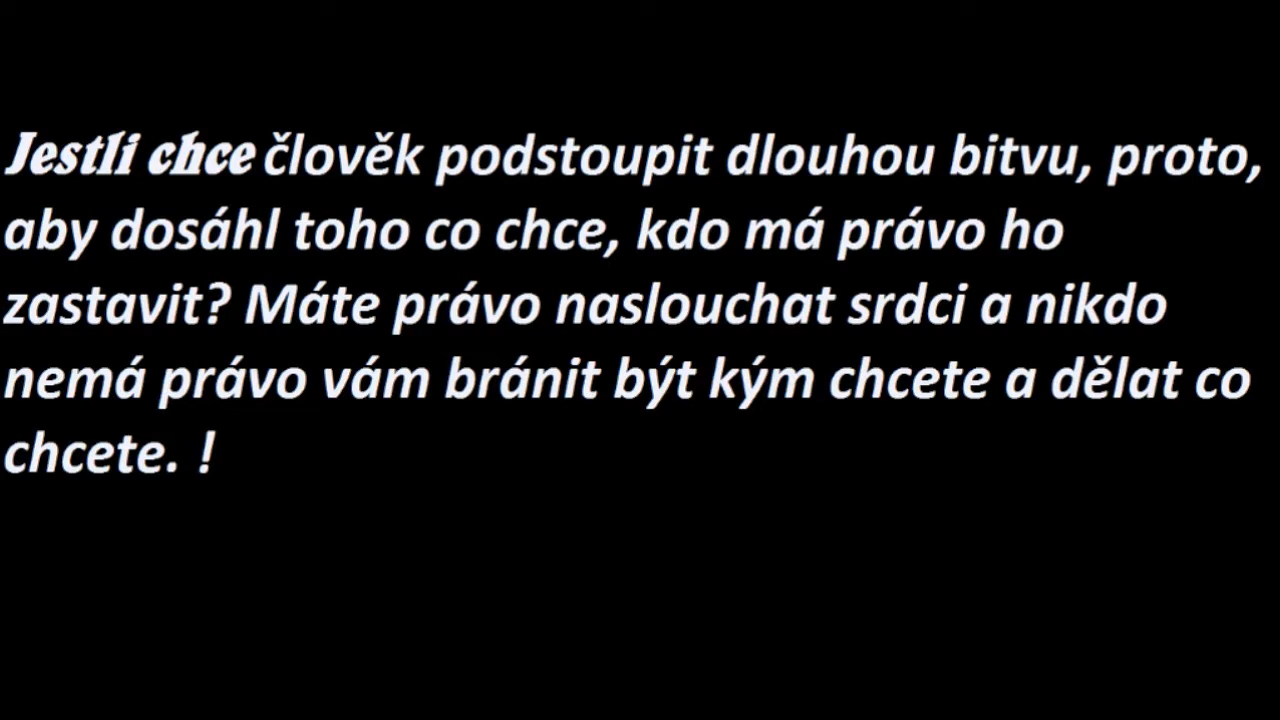 Jestli chce člověk podstoupit dlouhou bitvu, proto,
aby dosáhl toho co chce, kdo má právo ho
zastavit? Máte právo naslouchat srdci a nikdo
nemá právo vám bránit být kým chcete a dělat co
chcete. !